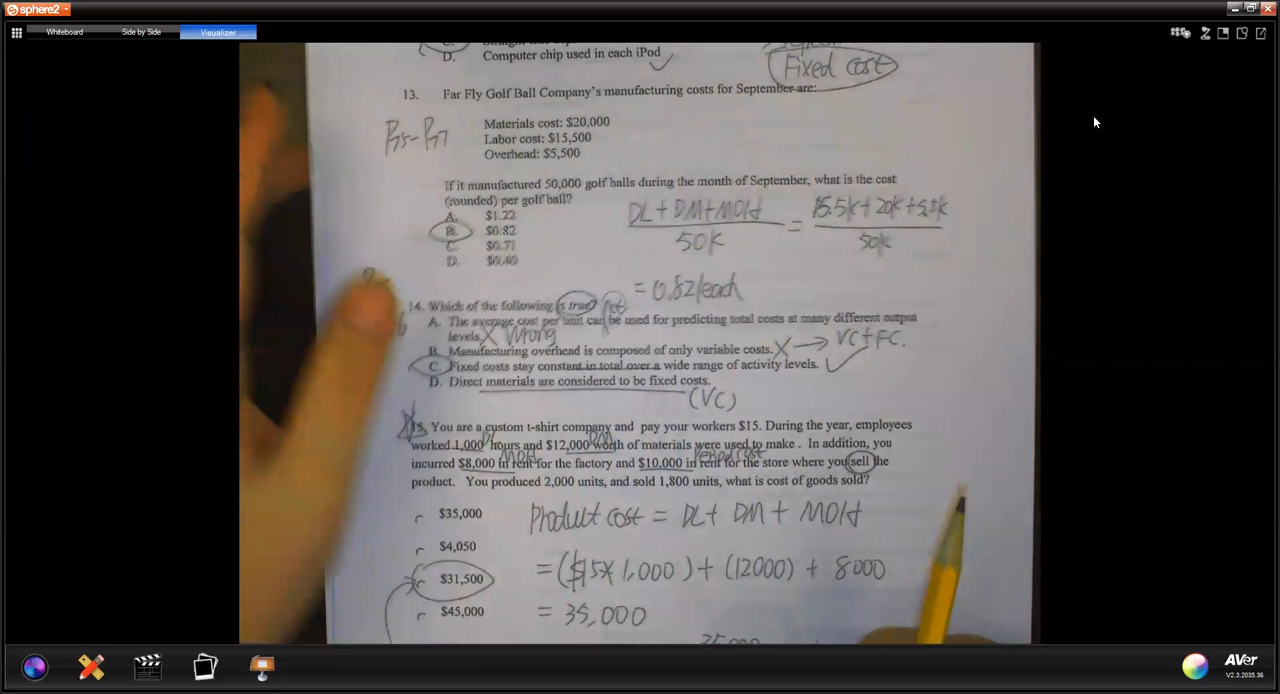 sphere2
Whiteboard
Side by Side
Visualizer
D. Computer chip used in each iPod
Fixed cost
13. Far Fly Golf Ball Company's manufacturing costs for September are:
P35-P37
Materials cost: $20,000
Labor cost: $15,500
Overhead: $5,500
If it manufactured 50,000 golf balls during the month of September, what is the cost
(rounded) per golf ball?
A. $1.22
B. $0.82
C. $0.71
D. $0.40
DL + DM + MOH
50K
=
15.5K + 20K + 5.5K
50K
= 0.82/each
14. Which of the following is true?
A. The average cost per unit can be used for predicting total costs at many different output
levels. X Wrong
B. Manufacturing overhead is composed of only variable costs. X → VC + FC.
C. Fixed costs stay constant in total over a wide range of activity levels.
D. Direct materials are considered to be fixed costs.
(VC)
15. You are a custom t-shirt company and pay your workers $15. During the year, employees
DL DM
worked 1,000 hours and $12,000 worth of materials were used to make . In addition, you
MOH Period cost
incurred $8,000 in rent for the factory and $10,000 in rent for the store where you sell the
product. You produced 2,000 units, and sold 1,800 units, what is cost of goods sold?
$35,000
$4,050
$31,500
$45,000
Product cost = DL + DM + MOH
= ($15 × 1,000) + (12000) + 8000
= 35,000
AVer
V2.3.2035.36